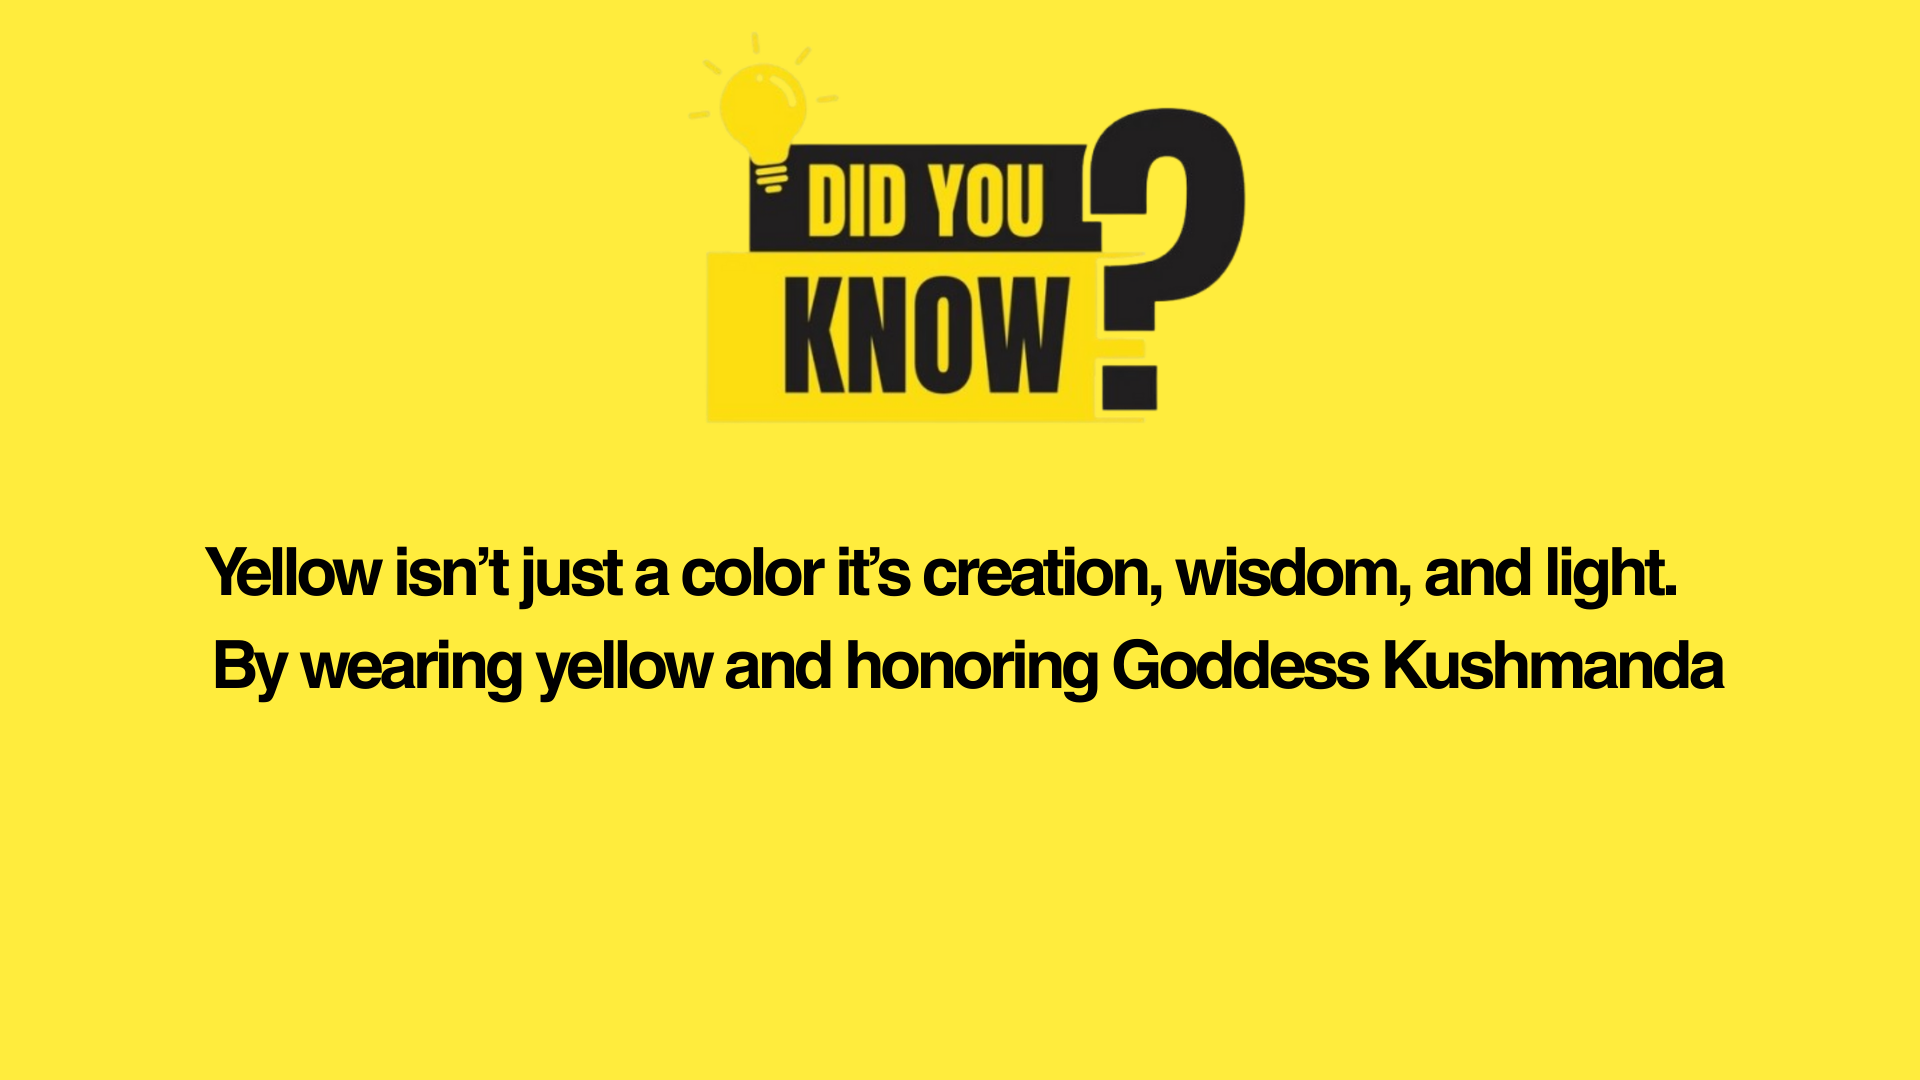 DID YOU
KNOW?
Yellow isn’t just a color it’s creation, wisdom, and light.
By wearing yellow and honoring Goddess Kushmanda